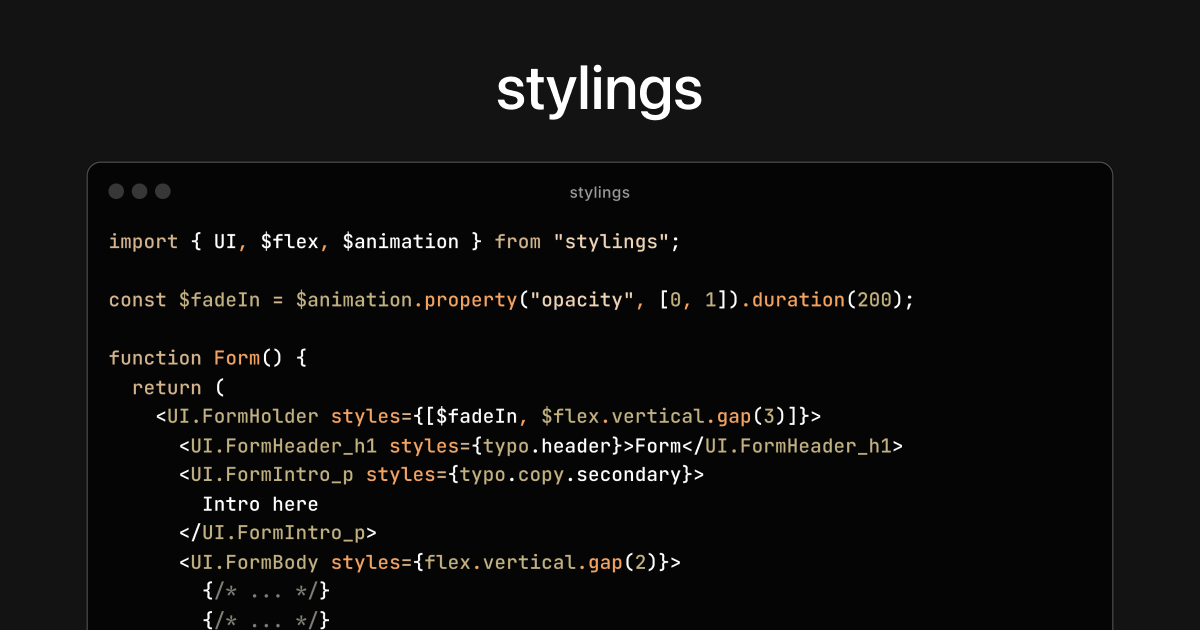 stylings
stylings
import { UI, $flex, $animation } from "stylings";
const $fadeIn = $animation.property("opacity", [0, 1]).duration(200);
function Form() {
return (
<UI.FormHolder styles={[$fadeIn, $flex.vertical.gap(3)]}>
<UI.FormHeader_h1 styles={typo.header}>Form</UI.FormHeader_h1>
<UI.FormIntro_p styles={typo.copy.secondary}>
Intro here
</UI.FormIntro_p>
<UI.FormBody styles={flex.vertical.gap(2)}>
{/* ... */}
{/* ... */}